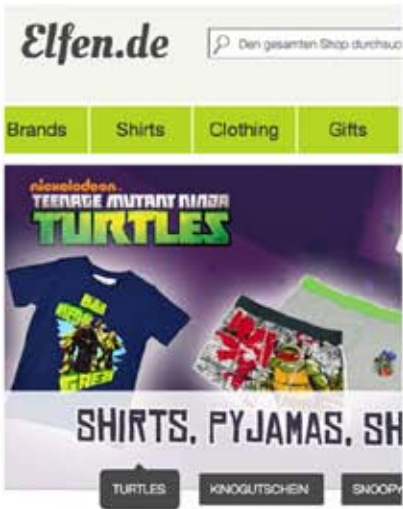 Elfen.de
Den gesamten Shop durchsuc
Brands Shirts Clothing Gifts
nickelodeon
TEENAGE MUTANT NINJA
TURTLES
SHIRTS, PYJAMAS, SH
TURTLES KINOGUTSCHEIN SNOOPY